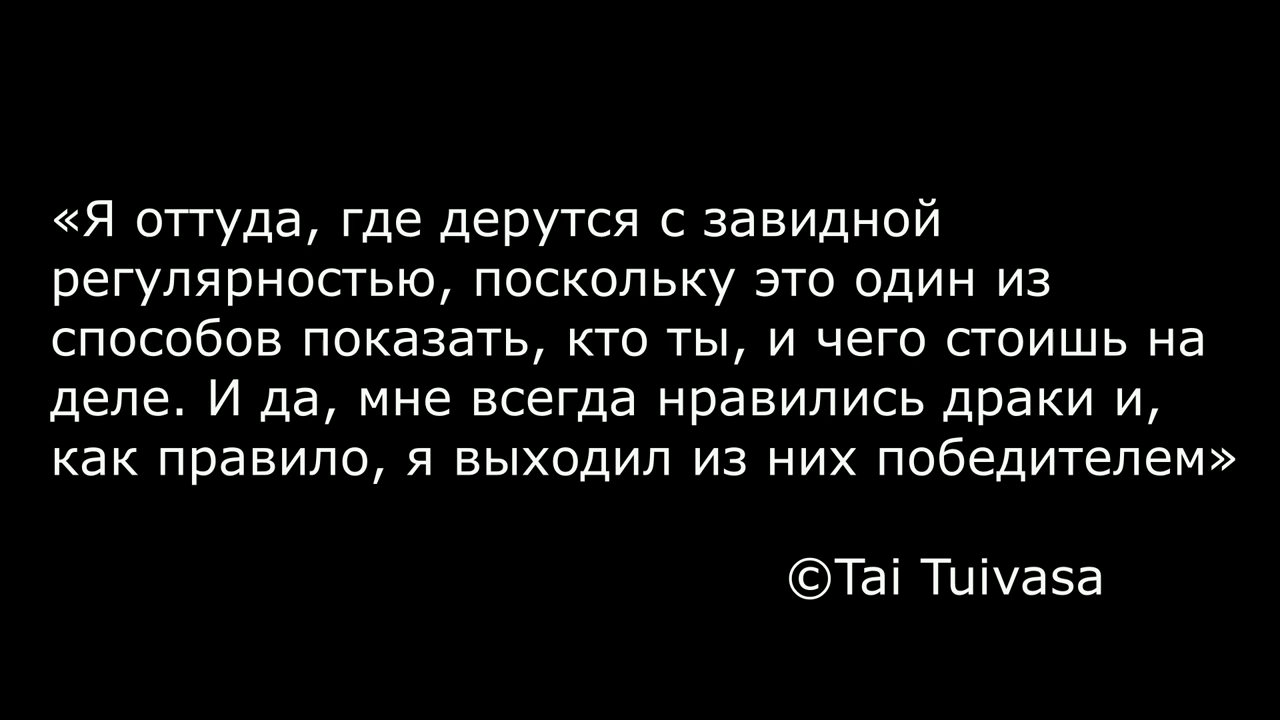 «Я оттуда, где дерутся с завидной
регулярностью, поскольку это один из
способов показать, кто ты, и чего стоишь на
деле. И да, мне всегда нравились драки и,
как правило, я выходил из них победителем»
©Tai Tuivasa